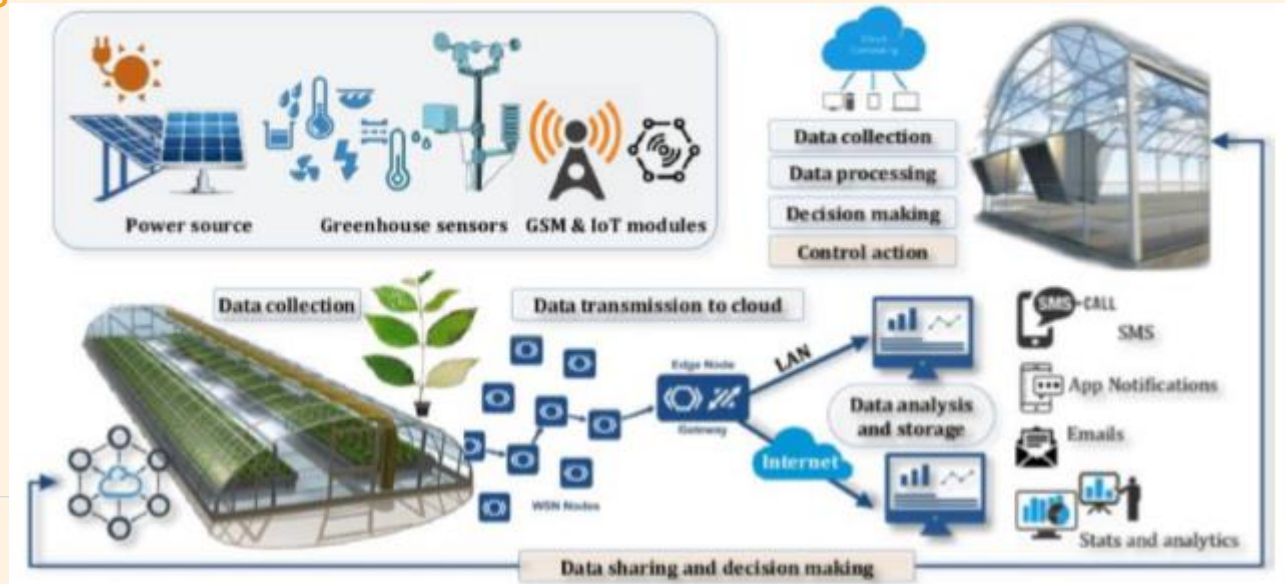 Cloud
Computing
Power source
Greenhouse sensors
GSM & IoT modules
Data collection
Data processing
Decision making
Control action
Data collection
Data transmission to cloud
Edge Node
Gateway
WSN Nodes
LAN
Internet
Data analysis
and storage
SMS-CALL
SMS
App Notifications
Emails
Stats and analytics
Data sharing and decision making